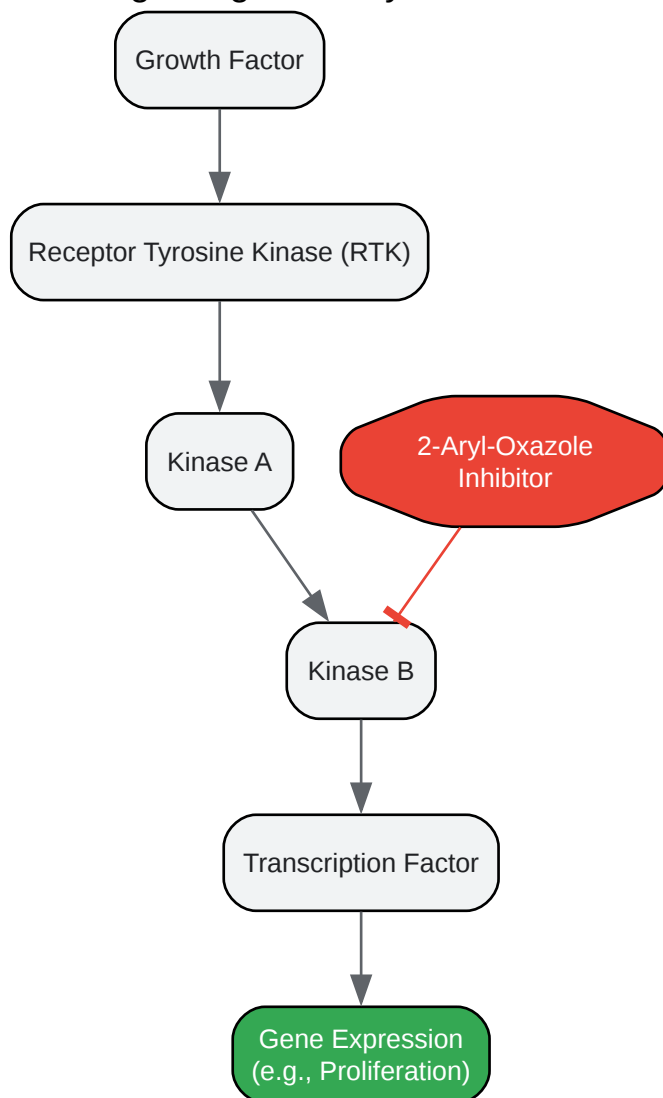 Growth Factor
Receptor Tyrosine Kinase (RTK)
Kinase A
2-Aryl-Oxazole
Inhibitor
Kinase B
Transcription Factor
Gene Expression
(e.g., Proliferation)